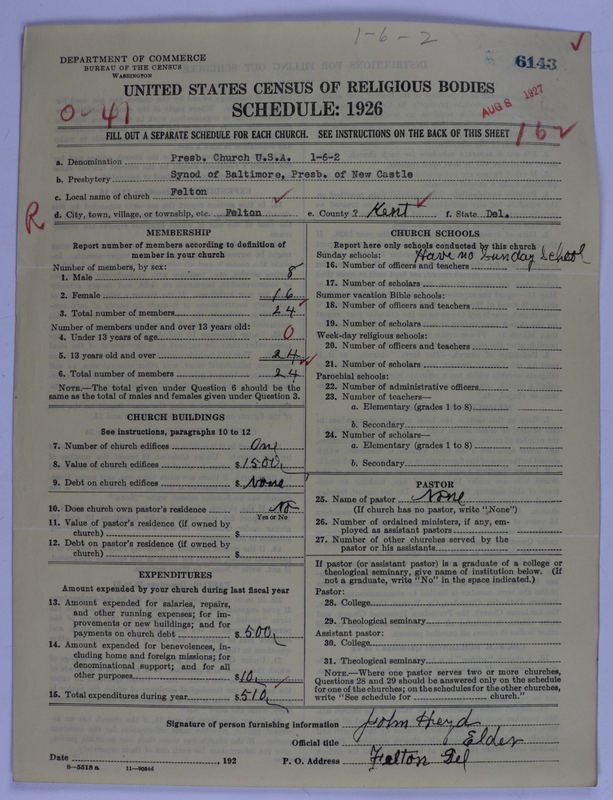 1-6-2
DEPARTMENT OF COMMERCE
BUREAU OF THE CENSUS
WASHINGTON
6143
UNITED STATES CENSUS OF RELIGIOUS BODIES
SCHEDULE: 1926
0-41
AUG 8 1927
162
FILL OUT A SEPARATE SCHEDULE FOR EACH CHURCH. SEE INSTRUCTIONS ON THE BACK OF THIS SHEET
a. Denomination Presb. Church U.S.A. 1-6-2
b. Presbytery Synod of Baltimore, Presb. of New Castle
c. Local name of church Felton
R
d. City, town, village, or township, etc. Felton e. County ? Kent f. State Del.
MEMBERSHIP
Report number of members according to definition of
member in your church
Number of members, by sex:
1. Male 8
2. Female 16
3. Total number of members 24
Number of members under and over 13 years old:
4. Under 13 years of age 0
5. 13 years old and over 24
6. Total number of members 24
NOTE.—The total given under Question 6 should be the
same as the total of males and females given under Question 3.
CHURCH BUILDINGS
See instructions, paragraphs 10 to 12
7. Number of church edifices One
8. Value of church edifices $1500
9. Debt on church edifices $None
10. Does church own pastor's residence No
Yes or No
11. Value of pastor's residence (if owned by
church) $
12. Debt on pastor's residence (if owned by
church) $
EXPENDITURES
Amount expended by your church during last fiscal year
13. Amount expended for salaries, repairs,
and other running expenses; for im-
provements or new buildings; and for
payments on church debt $500
14. Amount expended for benevolences, in-
cluding home and foreign missions; for
denominational support; and for all
other purposes $10
15. Total expenditures during year $510
CHURCH SCHOOLS
Report here only schools conducted by this church
Sunday schools: Have no Sunday School
16. Number of officers and teachers
17. Number of scholars
Summer vacation Bible schools:
18. Number of officers and teachers
19. Number of scholars
Week-day religious schools:
20. Number of officers and teachers
21. Number of scholars
Parochial schools:
22. Number of administrative officers
23. Number of teachers—
a. Elementary (grades 1 to 8)
b. Secondary
24. Number of scholars—
a. Elementary (grades 1 to 8)
b. Secondary
PASTOR
25. Name of pastor None
(If church has no pastor, write "None")
26. Number of ordained ministers, if any, em-
ployed as assistant pastors
27. Number of other churches served by the
pastor or his assistants
If pastor (or assistant pastor) is a graduate of a college or
theological seminary, give name of institution below. (If
not a graduate, write "No" in the space indicated.)
Pastor:
28. College
29. Theological seminary
Assistant pastor:
30. College
31. Theological seminary
NOTE.—Where one pastor serves two or more churches,
Questions 28 and 29 should be answered only on the schedule
for one of the churches; on the schedules for the other churches,
write "See schedule for church."
Signature of person furnishing information John Heyd
Official title Elder
Date , 192 P. O. Address Felton Del
8—5518 a